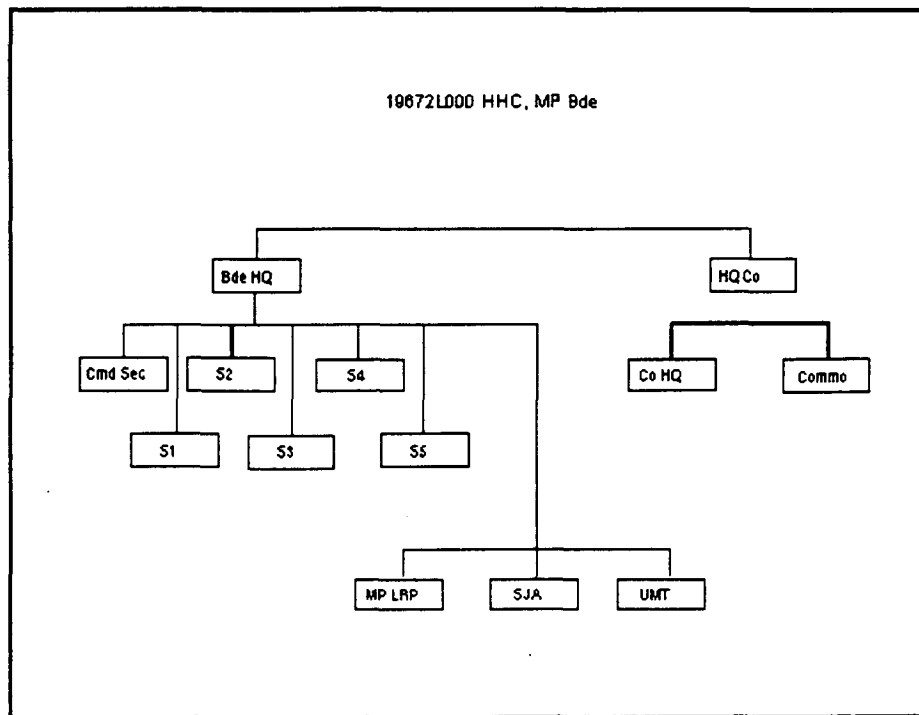 19672L000 HHC, MP Bde
Bde HQ
HQ Co
Cmd Sec
S2
S4
Co HQ
Commo
S1
S3
S5
MP LRP
SJA
UMT